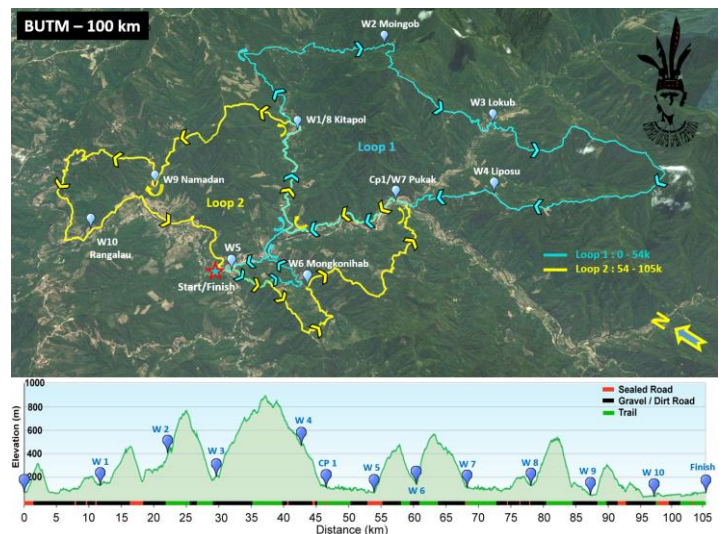 BUTM – 100 km
W2 Moingob
W3 Lokub
W1/8 Kitapol
Loop 1
W4 Liposu
Cp1/W7 Pukak
W9 Namadan
Loop 2
W10
Rangalau
W5
W6 Mongkonihab
Start/Finish
Loop 1 : 0 - 54k
Loop 2 : 54 - 105k
N
Elevation (m)
1000
800
600
400
200
Sealed Road
Gravel / Dirt Road
Trail
W 1
W 2
W 3
W 4
CP 1
W 5
W 6
W 7
W 8
W 9
W 10
Finish
0 5 10 15 20 25 30 35 40 45 50 55 60 65 70 75 80 85 90 95 100 105
Distance (km)